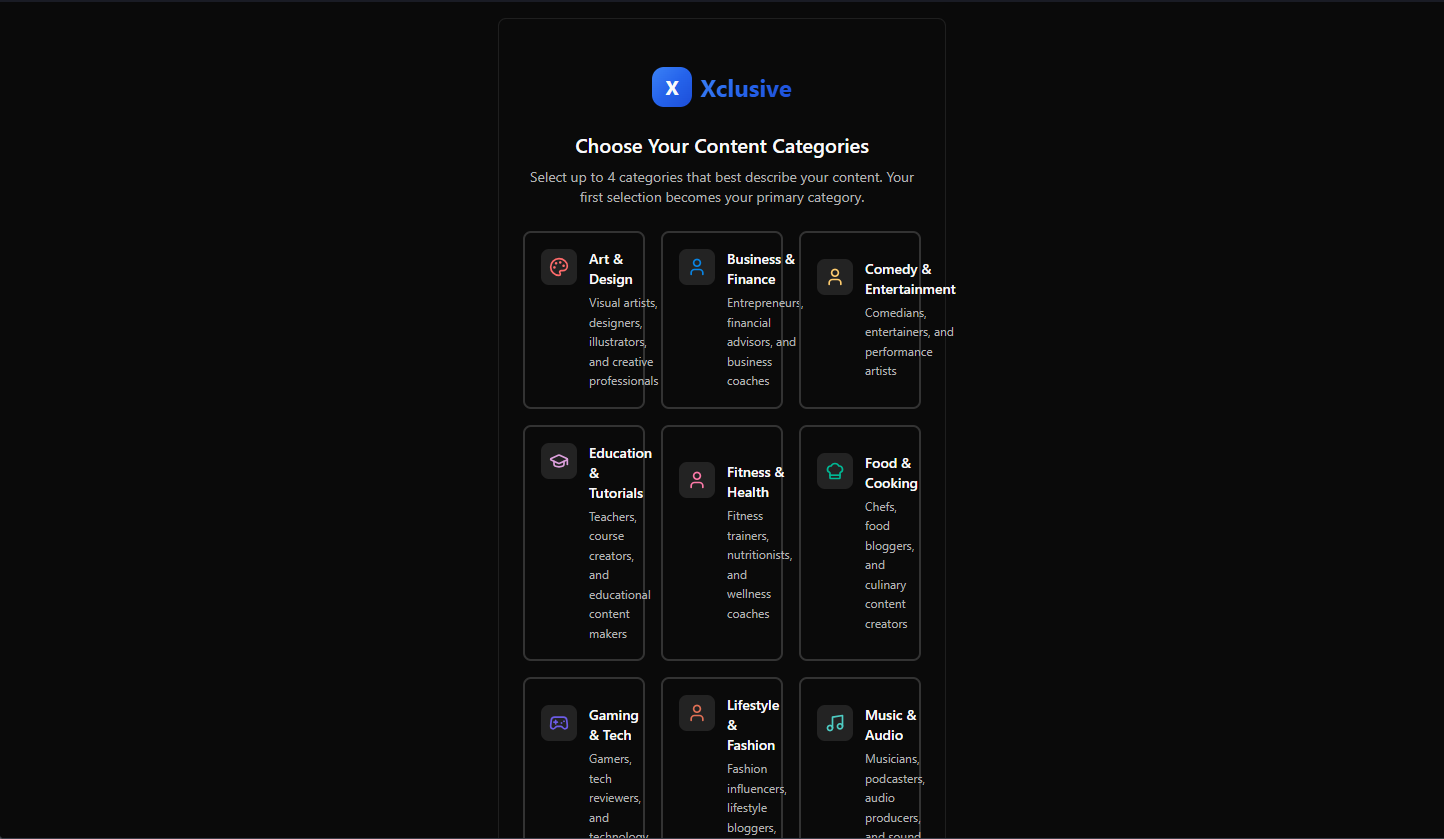 X Xclusive
Choose Your Content Categories
Select up to 4 categories that best describe your content. Your
first selection becomes your primary category.
Art &
Design
Visual artists,
designers,
illustrators,
and creative
professionals
Business &
Finance
Entrepreneurs,
financial
advisors, and
business
coaches
Comedy &
Entertainment
Comedians,
entertainers, and
performance
artists
Education
&
Tutorials
Teachers,
course
creators,
and
educational
content
makers
Fitness &
Health
Fitness
trainers,
nutritionists,
and
wellness
coaches
Food &
Cooking
Chefs,
food
bloggers,
and
culinary
content
creators
Gaming
& Tech
Gamers,
tech
reviewers,
and
technology
Lifestyle
&
Fashion
Fashion
influencers,
lifestyle
bloggers,
Music &
Audio
Musicians,
podcasters,
audio
producers,
and sound